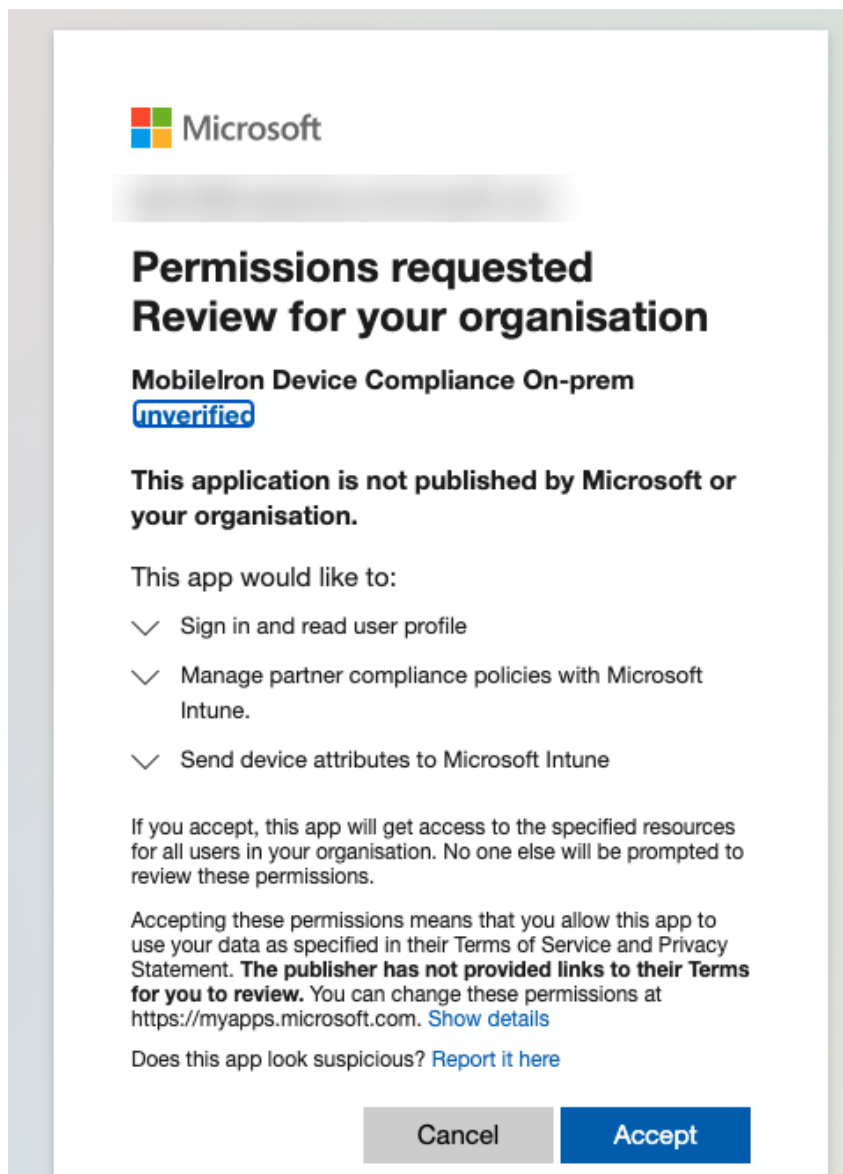 Microsoft
Permissions requested
Review for your organisation
MobileIron Device Compliance On-prem
unverified
This application is not published by Microsoft or
your organisation.
This app would like to:
Sign in and read user profile
Manage partner compliance policies with Microsoft
Intune.
Send device attributes to Microsoft Intune
If you accept, this app will get access to the specified resources
for all users in your organisation. No one else will be prompted to
review these permissions.
Accepting these permissions means that you allow this app to
use your data as specified in their Terms of Service and Privacy
Statement. The publisher has not provided links to their Terms
for you to review. You can change these permissions at
https://myapps.microsoft.com. Show details
Does this app look suspicious? Report it here
Cancel Accept